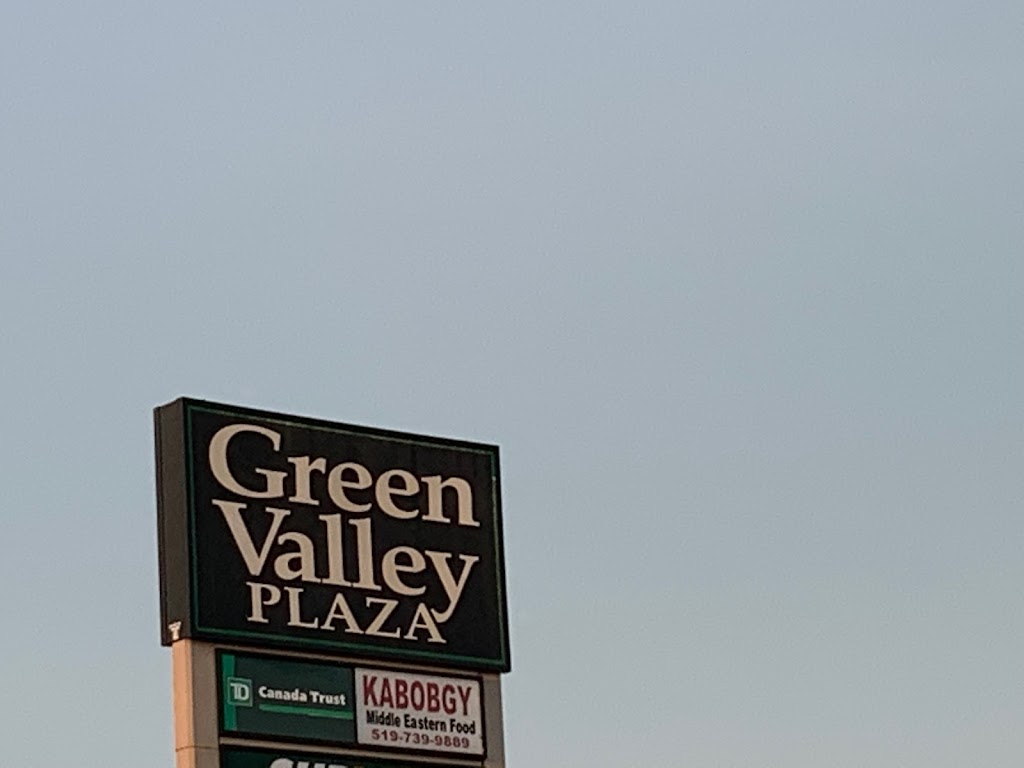 Green
Valley
PLAZA
TD Canada Trust
KABOBGY
Middle Eastern Food
519-739-9889